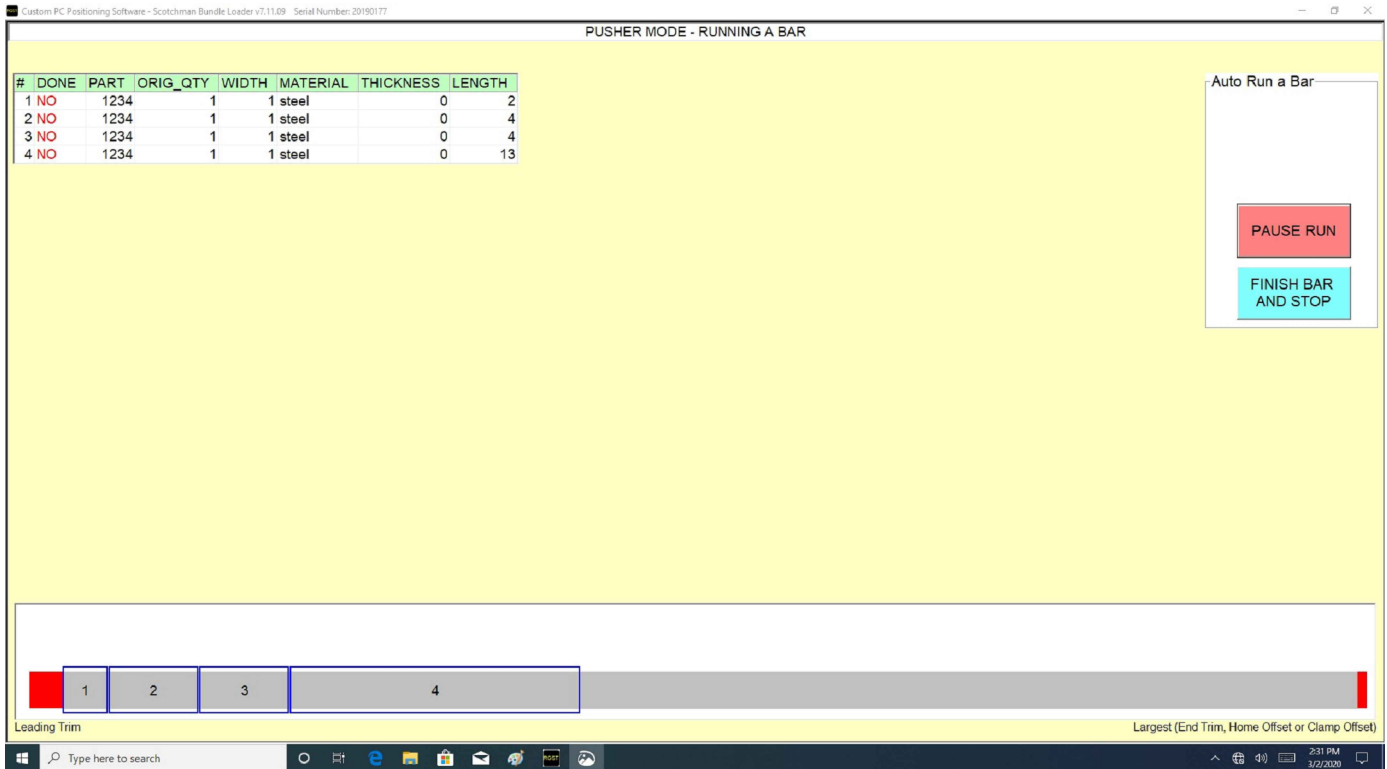 Custom PC Positioning Software - Scotchman Bundle Loader v7.11.09 Serial Number: 20190177
PUSHER MODE - RUNNING A BAR
# DONE PART ORIG_QTY WIDTH MATERIAL THICKNESS LENGTH
1 NO 1234 1 1 steel 0 2
2 NO 1234 1 1 steel 0 4
3 NO 1234 1 1 steel 0 4
4 NO 1234 1 1 steel 0 13
Auto Run a Bar
PAUSE RUN
FINISH BAR
AND STOP
1 2 3 4
Leading Trim
Largest (End Trim, Home Offset or Clamp Offset)
Type here to search
2:31 PM
3/2/2020